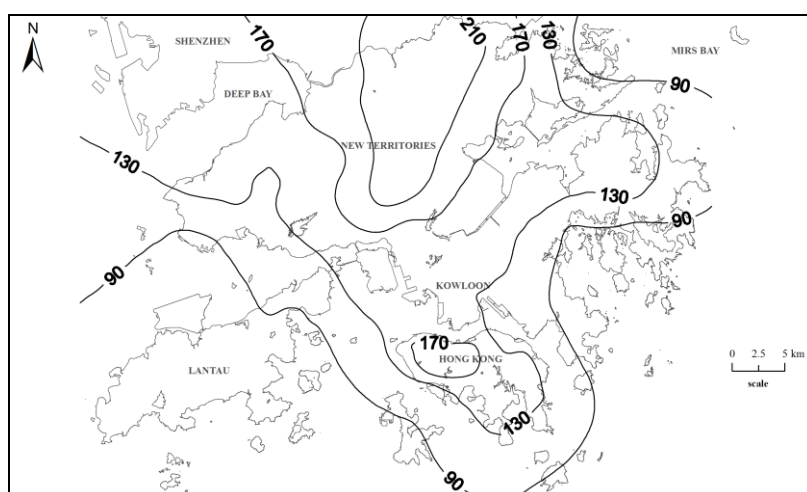 N
SHENZHEN
170
210
170
130
MIRS BAY
90
DEEP BAY
NEW TERRITORIES
130
130
90
90
KOWLOON
170
HONG KONG
LANTAU
0 2.5 5 km
scale
130
90